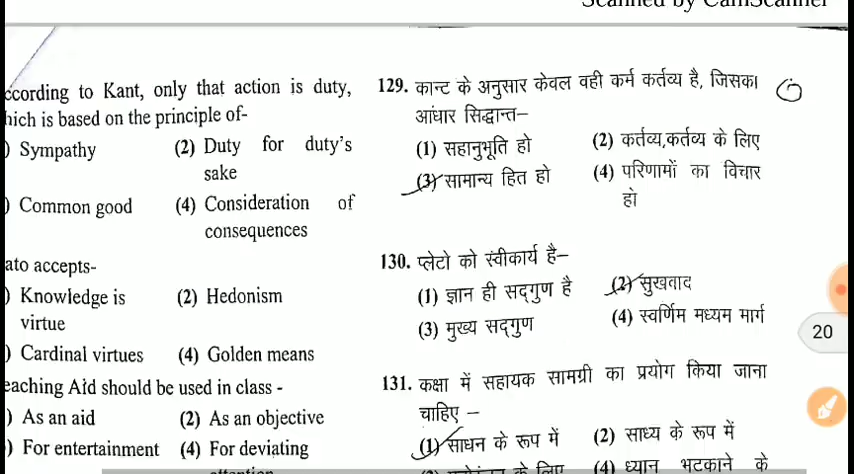 Scanned by CamScanner
ccording to Kant, only that action is duty,
hich is based on the principle of-
) Sympathy (2) Duty for duty's
sake
) Common good (4) Consideration of
consequences
ato accepts-
) Knowledge is (2) Hedonism
virtue
) Cardinal virtues (4) Golden means
eaching Aid should be used in class -
) As an aid (2) As an objective
) For entertainment (4) For deviating
attention
129. कान्ट के अनुसार केवल वही कर्म कर्तव्य है, जिसका
आधार सिद्धान्त–
(1) सहानुभूति हो (2) कर्तव्य,कर्तव्य के लिए
(3) सामान्य हित हो (4) परिणामों का विचार
हो
130. प्लेटो को स्वीकार्य है–
(1) ज्ञान ही सद्गुण है (2) सुखवाद
(3) मुख्य सद्गुण (4) स्वर्णिम मध्यम मार्ग
131. कक्षा में सहायक सामग्री का प्रयोग किया जाना
चाहिए –
(1) साधन के रूप में (2) साध्य के रूप में
के लिए (4) ध्यान भटकाने के
20